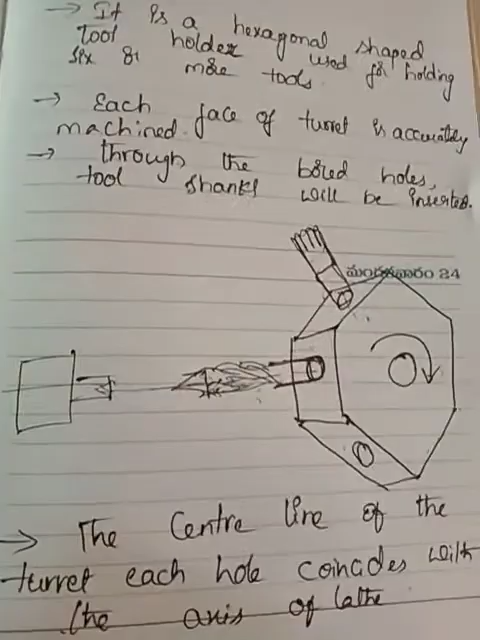 → It is a hexagonal shaped
tool holder used for holding
six or more tools.
→ Each face of turret is accurately
machined.
→ through the bored holes,
tool shanks will be inserted.
మంగళవారం 24
→ The Centre line of the
turret each hole coincides with
the axis of lathe